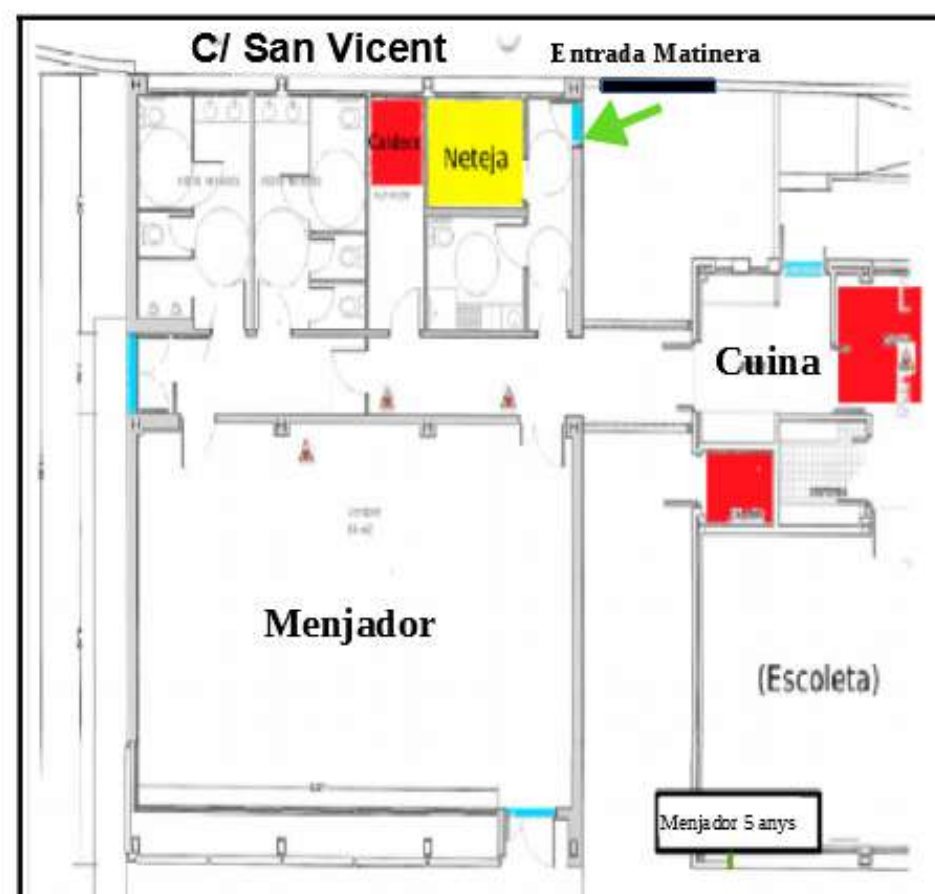 C/ San Vicent
Entrada Matinera
Caldera
Neteja
Cuina
Menjador
(Escoleta)
Menjador 5 anys